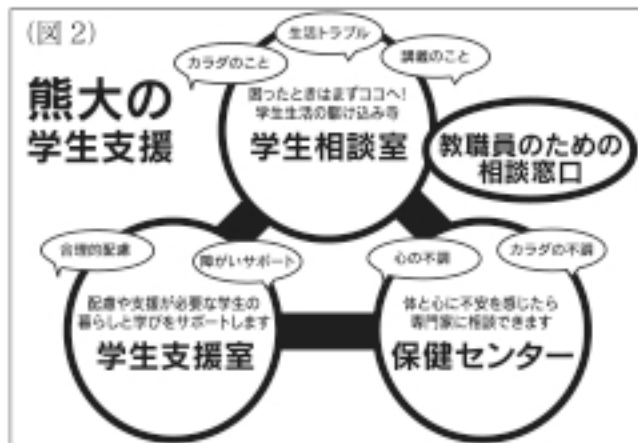 (図2)
熊大の
学生支援
生活トラブル
カラダのこと
講義のこと
困ったときはまずココへ!
学生生活の駆け込み寺
学生相談室
教職員のための
相談窓口
合理的配慮
障がいサポート
配慮や支援が必要な学生の
暮らしと学びをサポートします
学生支援室
心の不調
カラダの不調
体と心に不安を感じたら
専門家に相談できます
保健センター